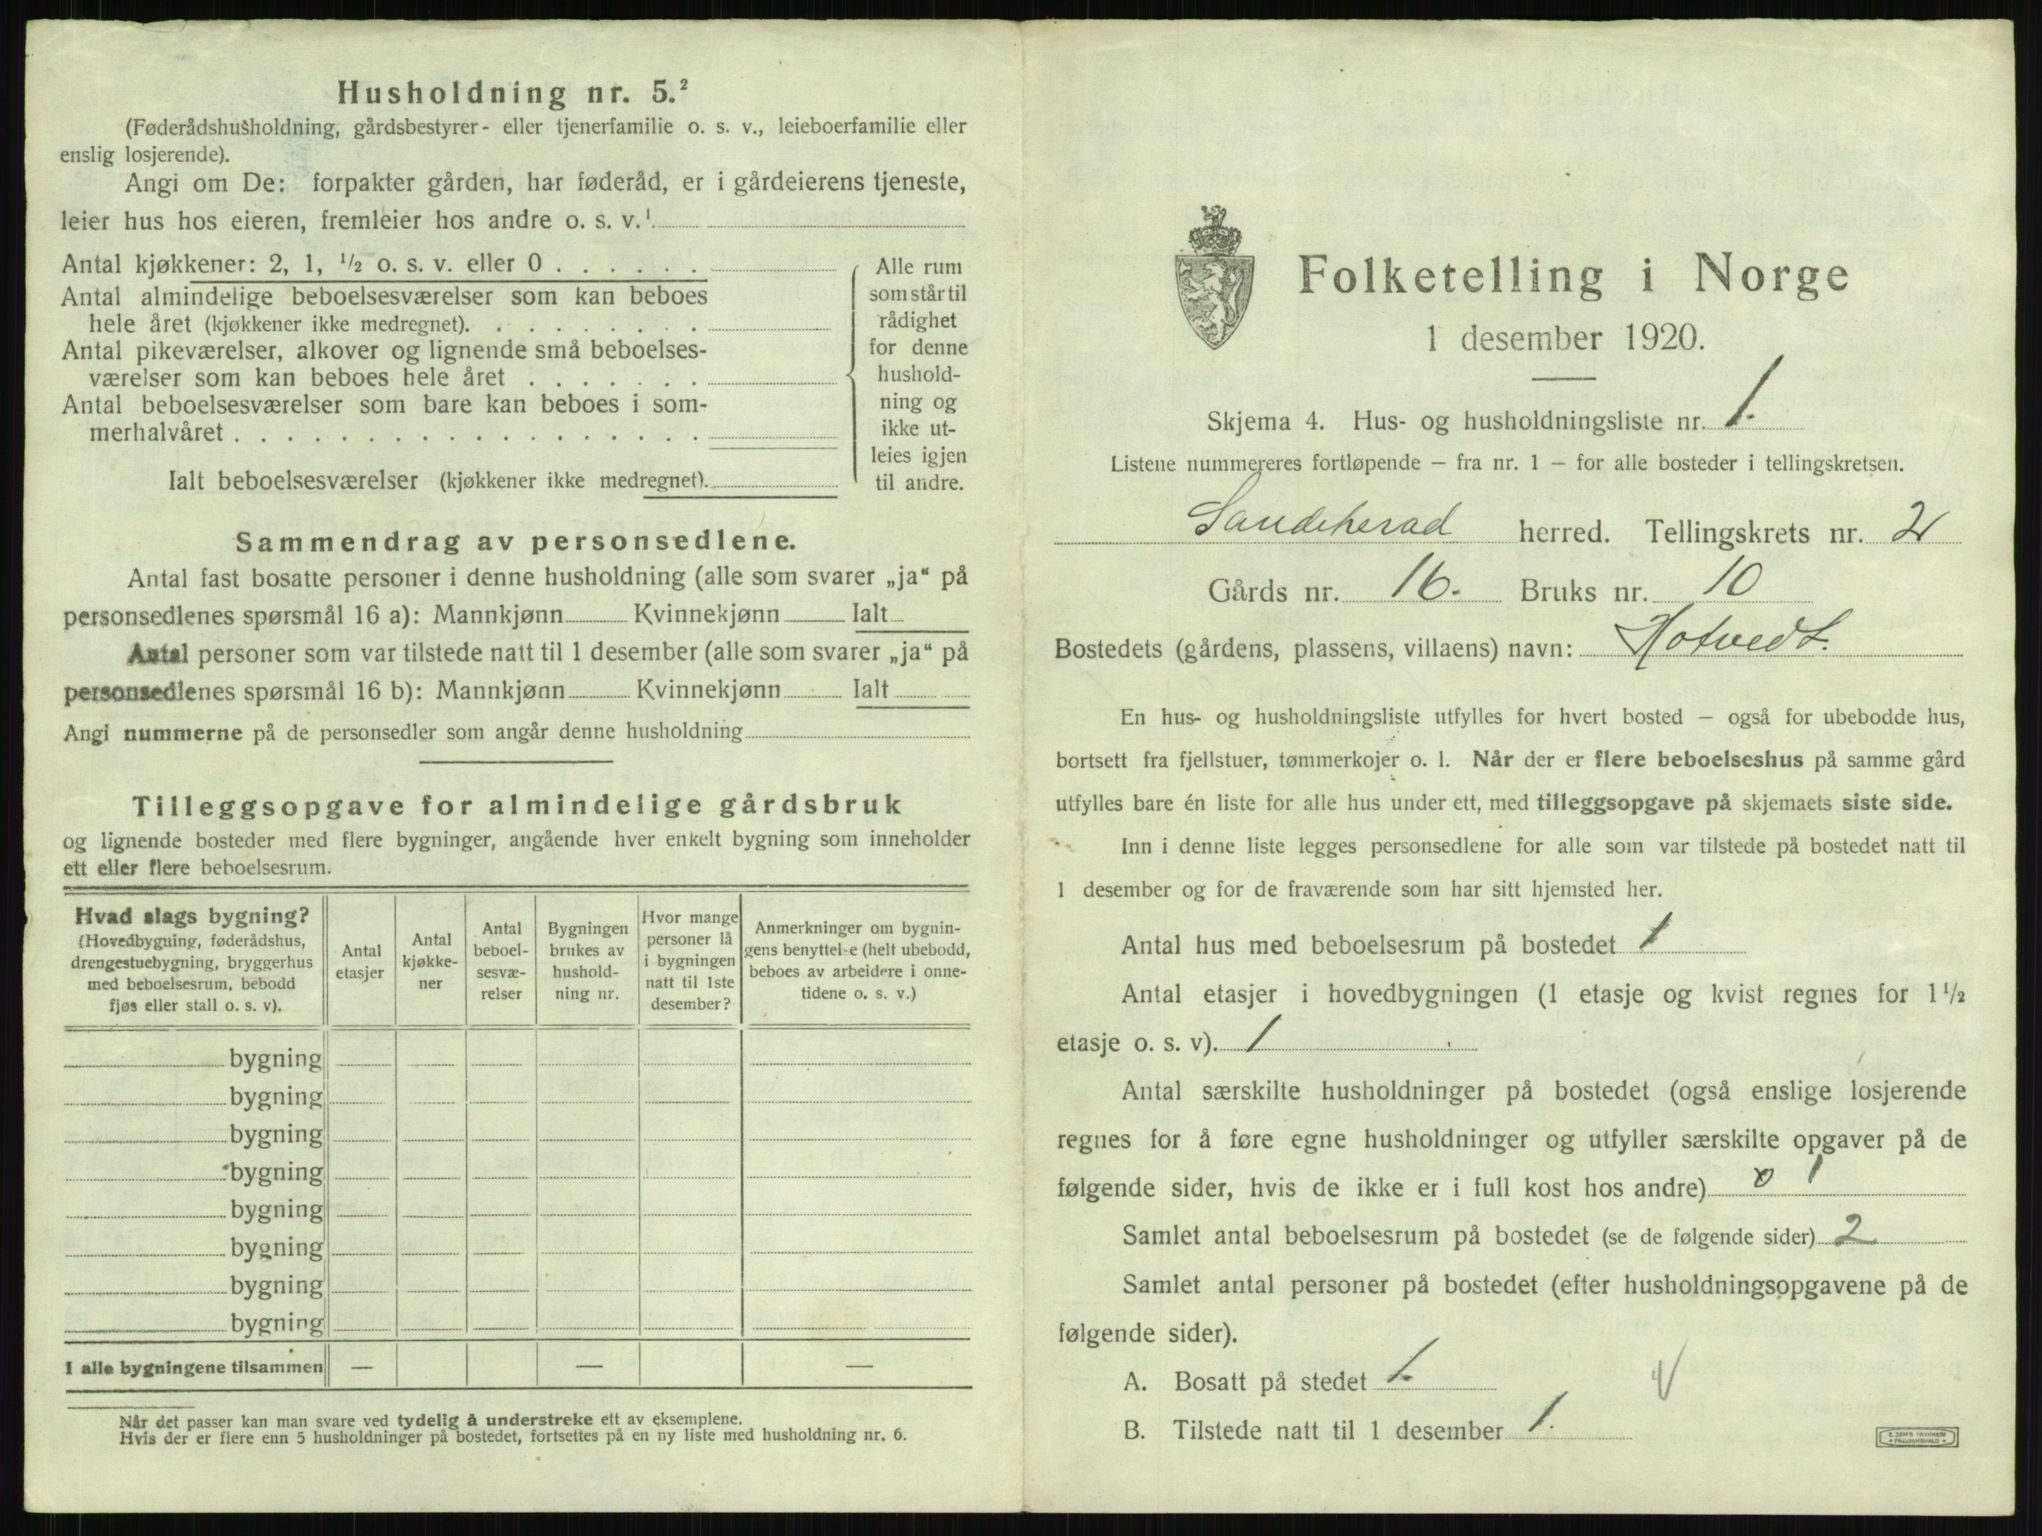 Husholdning nr. 5.²
(Føderådshusholdning, gårdsbestyrer- eller tjenerfamilie o. s. v., leieboerfamilie eller
enslig losjerende).
Angi om De: forpakter gården, har føderåd, er i gårdeierens tjeneste,
leier hus hos eieren, fremleier hos andre o. s. v.¹
Antal kjøkkener: 2, 1, ½ o. s. v. eller 0 . . . . . .
Antal almindelige beboelsesværelser som kan beboes
hele året (kjøkkener ikke medregnet). . . . . . . .
Antal pikeværelser, alkover og lignende små beboelses-
værelser som kan beboes hele året . . . . . . .
Antal beboelsesværelser som bare kan beboes i som-
merhalvåret . . . . . . . . . . . . . . . . . .
Ialt beboelsesværelser (kjøkkener ikke medregnet).
Alle rum
som står til
rådighet
for denne
hushold-
ning og
ikke ut-
leies igjen
til andre.
Sammendrag av personsedlene.
Antal fast bosatte personer i denne husholdning (alle som svarer „ja“ på
personsedlenes spørsmål 16 a): Mannkjønn Kvinnekjønn Ialt
Antal personer som var tilstede natt til 1 desember (alle som svarer „ja“ på
personsedlenes spørsmål 16 b): Mannkjønn Kvinnekjønn Ialt
Angi nummerne på de personsedler som angår denne husholdning
Tilleggsopgave for almindelige gårdsbruk
og lignende bosteder med flere bygninger, angående hver enkelt bygning som inneholder
ett eller flere beboelsesrum.
Hvad slags bygning?
(Hovedbygning, føderådshus,
drengestuebygning, bryggerhus
med beboelsesrum, bebodd
fjøs eller stall o. s. v).
Antal
etasjer
Antal
kjøkke-
ner
Antal
beboel-
sesvæ-
relser
Bygningen
brukes av
hushold-
ning nr.
Hvor mange
personer lå
i bygningen
natt til 1ste
desember?
Anmerkninger om bygnin-
gens benyttelse (helt ubebodd,
beboes av arbeidere i onne-
tidene o. s. v.)
bygning
bygning
bygning
bygning
bygning
bygning
bygning
bygning
I alle bygningene tilsammen — — —
Når det passer kan man svare ved tydelig å understreke ett av eksemplene.
Hvis der er flere enn 5 husholdninger på bostedet, fortsettes på en ny liste med husholdning nr. 6.
Folketelling i Norge
1 desember 1920.
Skjema 4. Hus- og husholdningsliste nr. 1.
Listene nummereres fortløpende – fra nr. 1 – for alle bosteder i tellingskretsen.
Sandeherad herred. Tellingskrets nr. 2
Gårds nr. 16. Bruks nr. 10
Bostedets (gårdens, plassens, villaens) navn: Hotvedt.
En hus- og husholdningsliste utfylles for hvert bosted – også for ubebodde hus,
bortsett fra fjellstuer, tømmerkojer o. l. Når der er flere beboelseshus på samme gård
utfylles bare én liste for alle hus under ett, med tilleggsopgave på skjemaets siste side.
Inn i denne liste legges personsedlene for alle som var tilstede på bostedet natt til
1 desember og for de fraværende som har sitt hjemsted her.
Antal hus med beboelsesrum på bostedet 1
Antal etasjer i hovedbygningen (1 etasje og kvist regnes for 1½
etasje o. s. v). 1
Antal særskilte husholdninger på bostedet (også enslige losjerende
regnes for å føre egne husholdninger og utfyller særskilte opgaver på de
følgende sider, hvis de ikke er i full kost hos andre) 0 1
Samlet antal beboelsesrum på bostedet (se de følgende sider) 2
Samlet antal personer på bostedet (efter husholdningsopgavene på de
følgende sider).
A. Bosatt på stedet 1.
B. Tilstede natt til 1 desember 1.